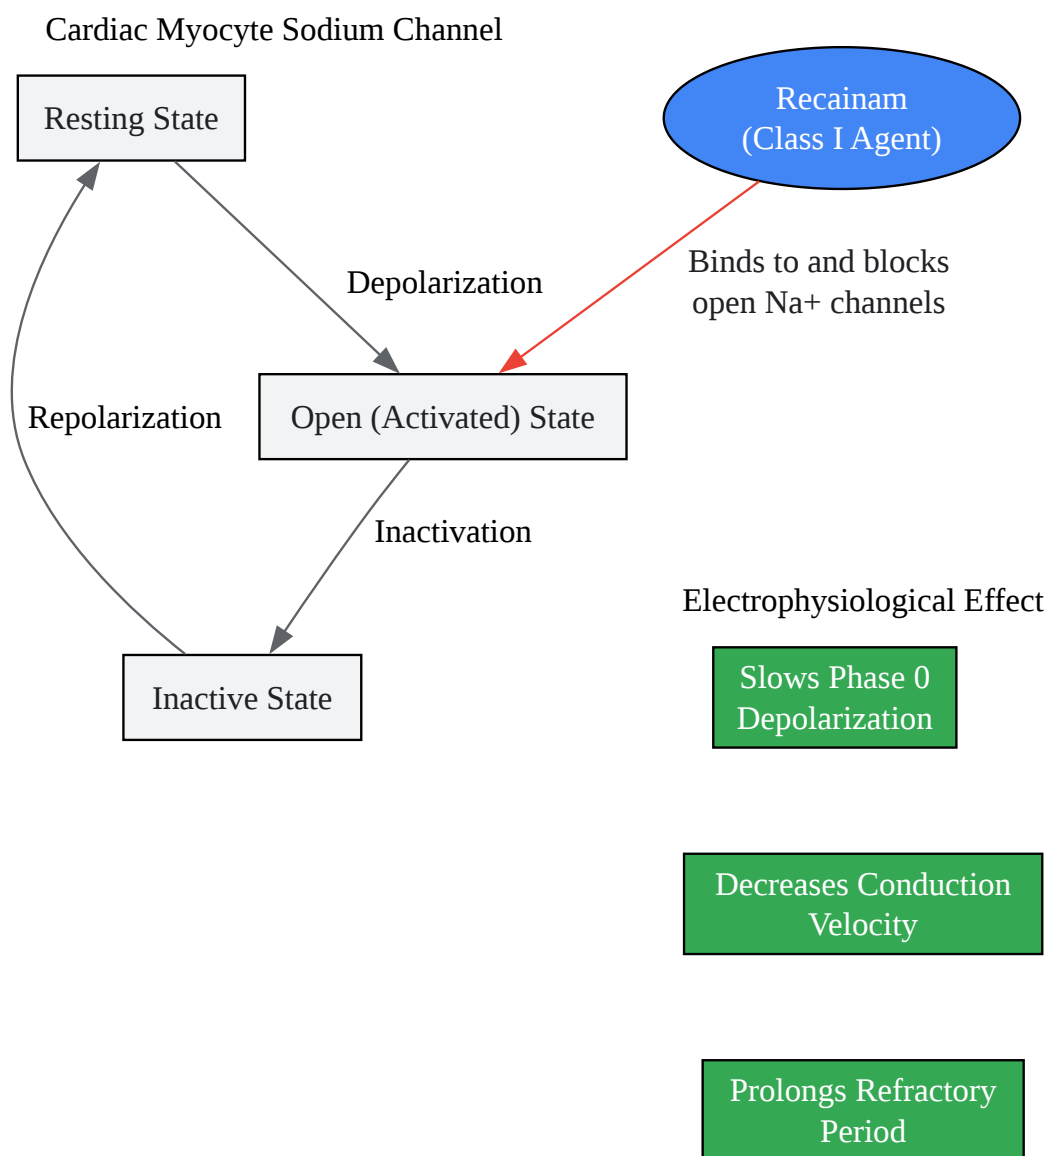 Cardiac Myocyte Sodium Channel
Resting State
Recainam
(Class I Agent)
Depolarization
Binds to and blocks
open Na+ channels
Repolarization
Open (Activated) State
Inactivation
Inactive State
Electrophysiological Effect
Slows Phase 0
Depolarization
Decreases Conduction
Velocity
Prolongs Refractory
Period